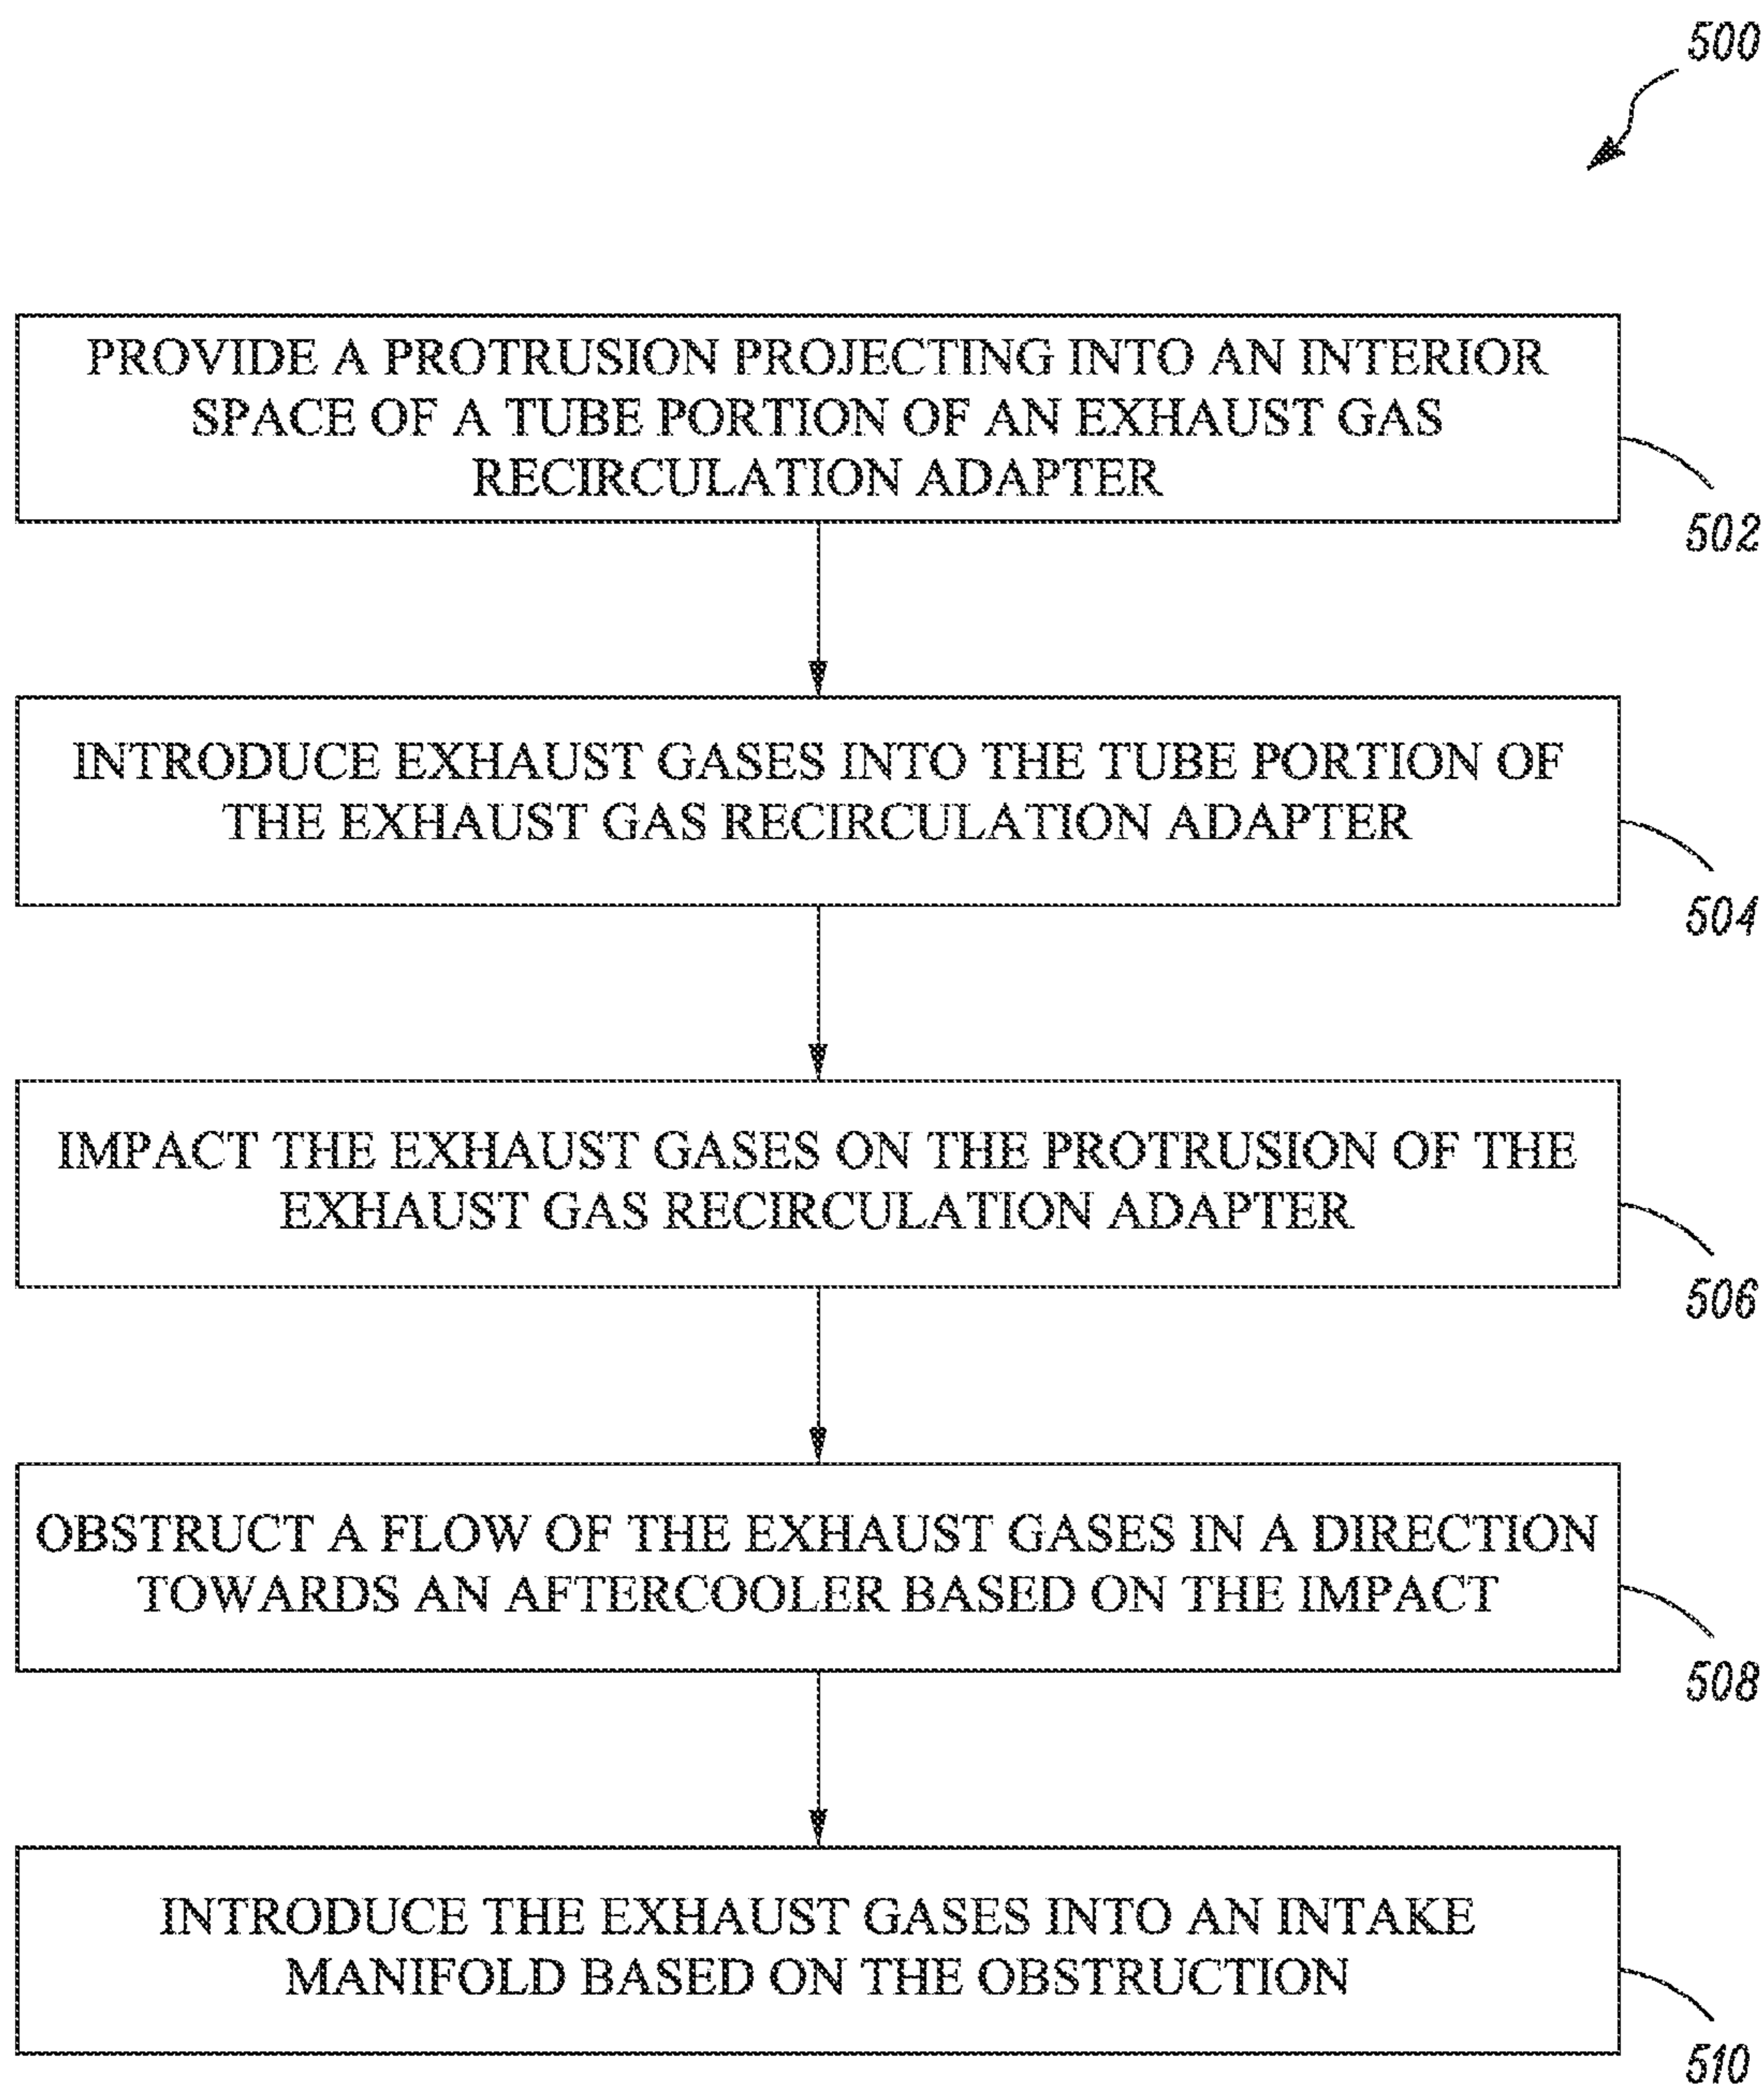 500
PROVIDE A PROTRUSION PROJECTING INTO AN INTERIOR
SPACE OF A TUBE PORTION OF AN EXHAUST GAS
RECIRCULATION ADAPTER
502
INTRODUCE EXHAUST GASES INTO THE TUBE PORTION OF
THE EXHAUST GAS RECIRCULATION ADAPTER
504
IMPACT THE EXHAUST GASES ON THE PROTRUSION OF THE
EXHAUST GAS RECIRCULATION ADAPTER
506
OBSTRUCT A FLOW OF THE EXHAUST GASES IN A DIRECTION
TOWARDS AN AFTERCOOLER BASED ON THE IMPACT
508
INTRODUCE THE EXHAUST GASES INTO AN INTAKE
MANIFOLD BASED ON THE OBSTRUCTION
510